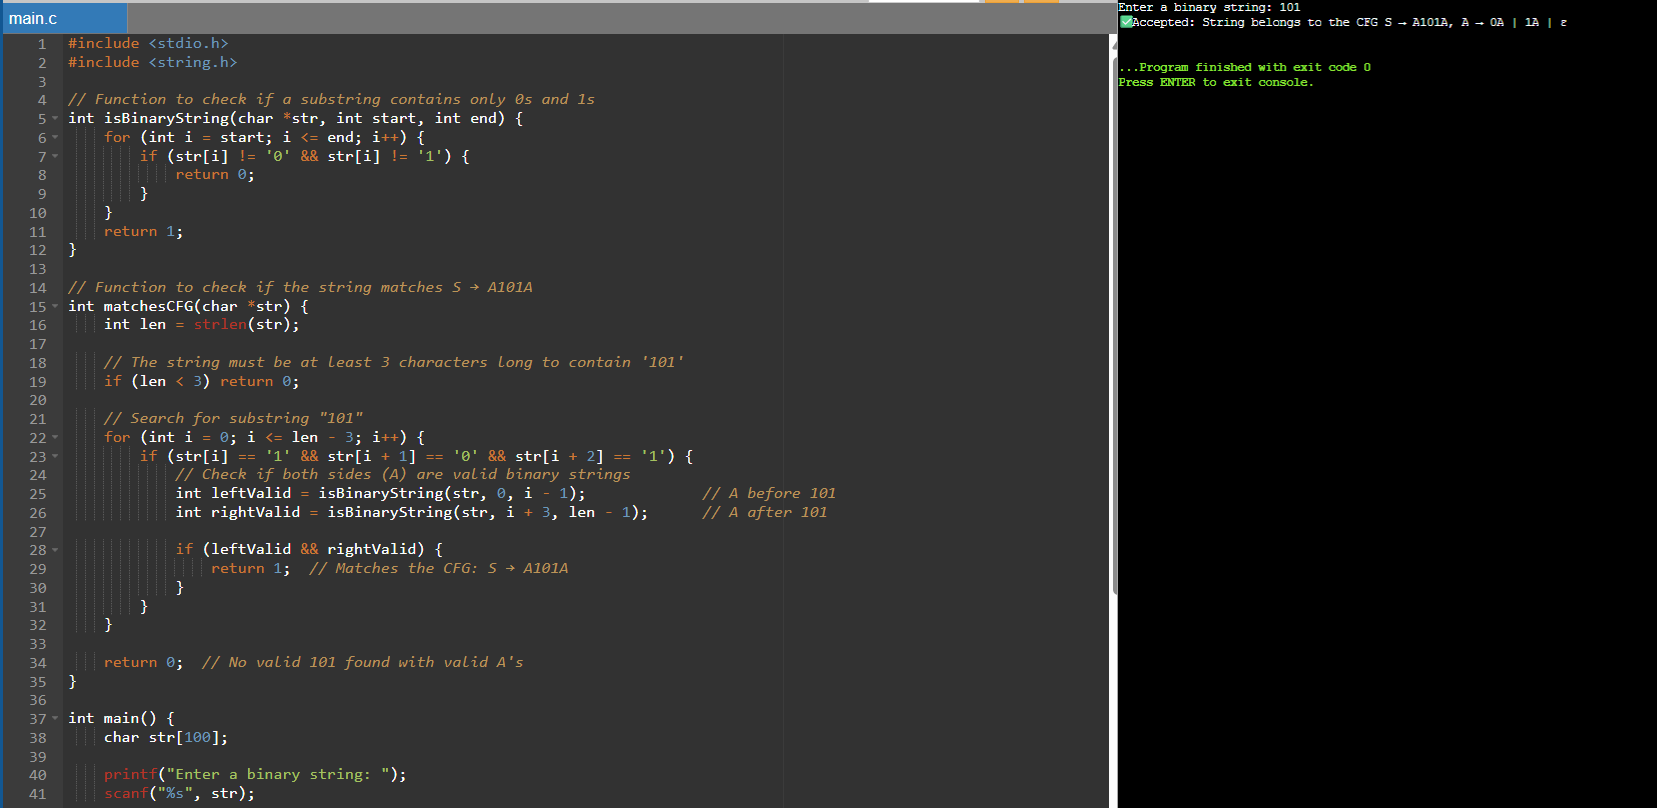 main.c
1 #include <stdio.h>
2 #include <string.h>
3
4 // Function to check if a substring contains only 0s and 1s
5 int isBinaryString(char *str, int start, int end) {
6     for (int i = start; i <= end; i++) {
7         if (str[i] != '0' && str[i] != '1') {
8             return 0;
9         }
10     }
11     return 1;
12 }
13
14 // Function to check if the string matches S → A101A
15 int matchesCFG(char *str) {
16     int len = strlen(str);
17
18     // The string must be at least 3 characters long to contain '101'
19     if (len < 3) return 0;
20
21     // Search for substring "101"
22     for (int i = 0; i <= len - 3; i++) {
23         if (str[i] == '1' && str[i + 1] == '0' && str[i + 2] == '1') {
24             // Check if both sides (A) are valid binary strings
25             int leftValid = isBinaryString(str, 0, i - 1);             // A before 101
26             int rightValid = isBinaryString(str, i + 3, len - 1);      // A after 101
27
28             if (leftValid && rightValid) {
29                 return 1;  // Matches the CFG: S → A101A
30             }
31         }
32     }
33
34     return 0;  // No valid 101 found with valid A's
35 }
36
37 int main() {
38     char str[100];
39
40     printf("Enter a binary string: ");
41     scanf("%s", str);
Enter a binary string: 101
✅Accepted: String belongs to the CFG S → A101A, A → 0A | 1A | ε
...Program finished with exit code 0
Press ENTER to exit console.